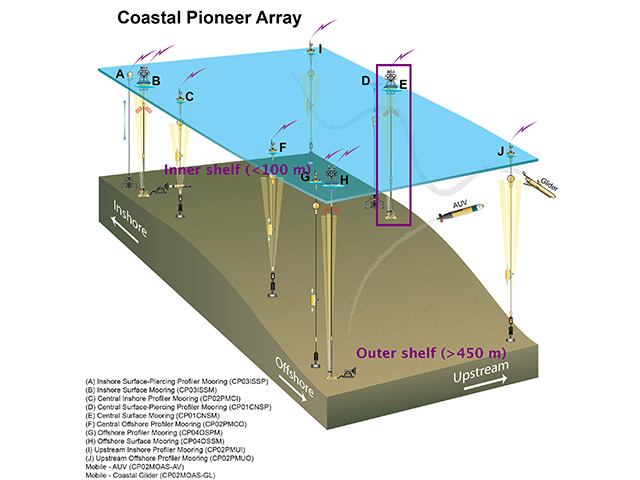 Coastal Pioneer Array
I
A
B
C
D
E
F
J
Inner shelf (<100 m)
G
H
Glider
AUV
Inshore
Outer shelf (>450 m)
Offshore
Upstream
(A) Inshore Surface-Piercing Profiler Mooring (CP03ISSP)
(B) Inshore Surface Mooring (CP03ISSM)
(C) Central Inshore Profiler Mooring (CP02PMCI)
(D) Central Surface-Piercing Profiler Mooring (CP01CNSP)
(E) Central Surface Mooring (CP01CNSM)
(F) Central Offshore Profiler Mooring (CP02PMCO)
(G) Offshore Profiler Mooring (CP04OSPM)
(H) Offshore Surface Mooring (CP04OSSM)
(I) Upstream Inshore Profiler Mooring (CP02PMUI)
(J) Upstream Offshore Profiler Mooring (CP02PMUO)
Mobile - AUV (CP02MOAS-AV)
Mobile - Coastal Glider (CP02MOAS-GL)